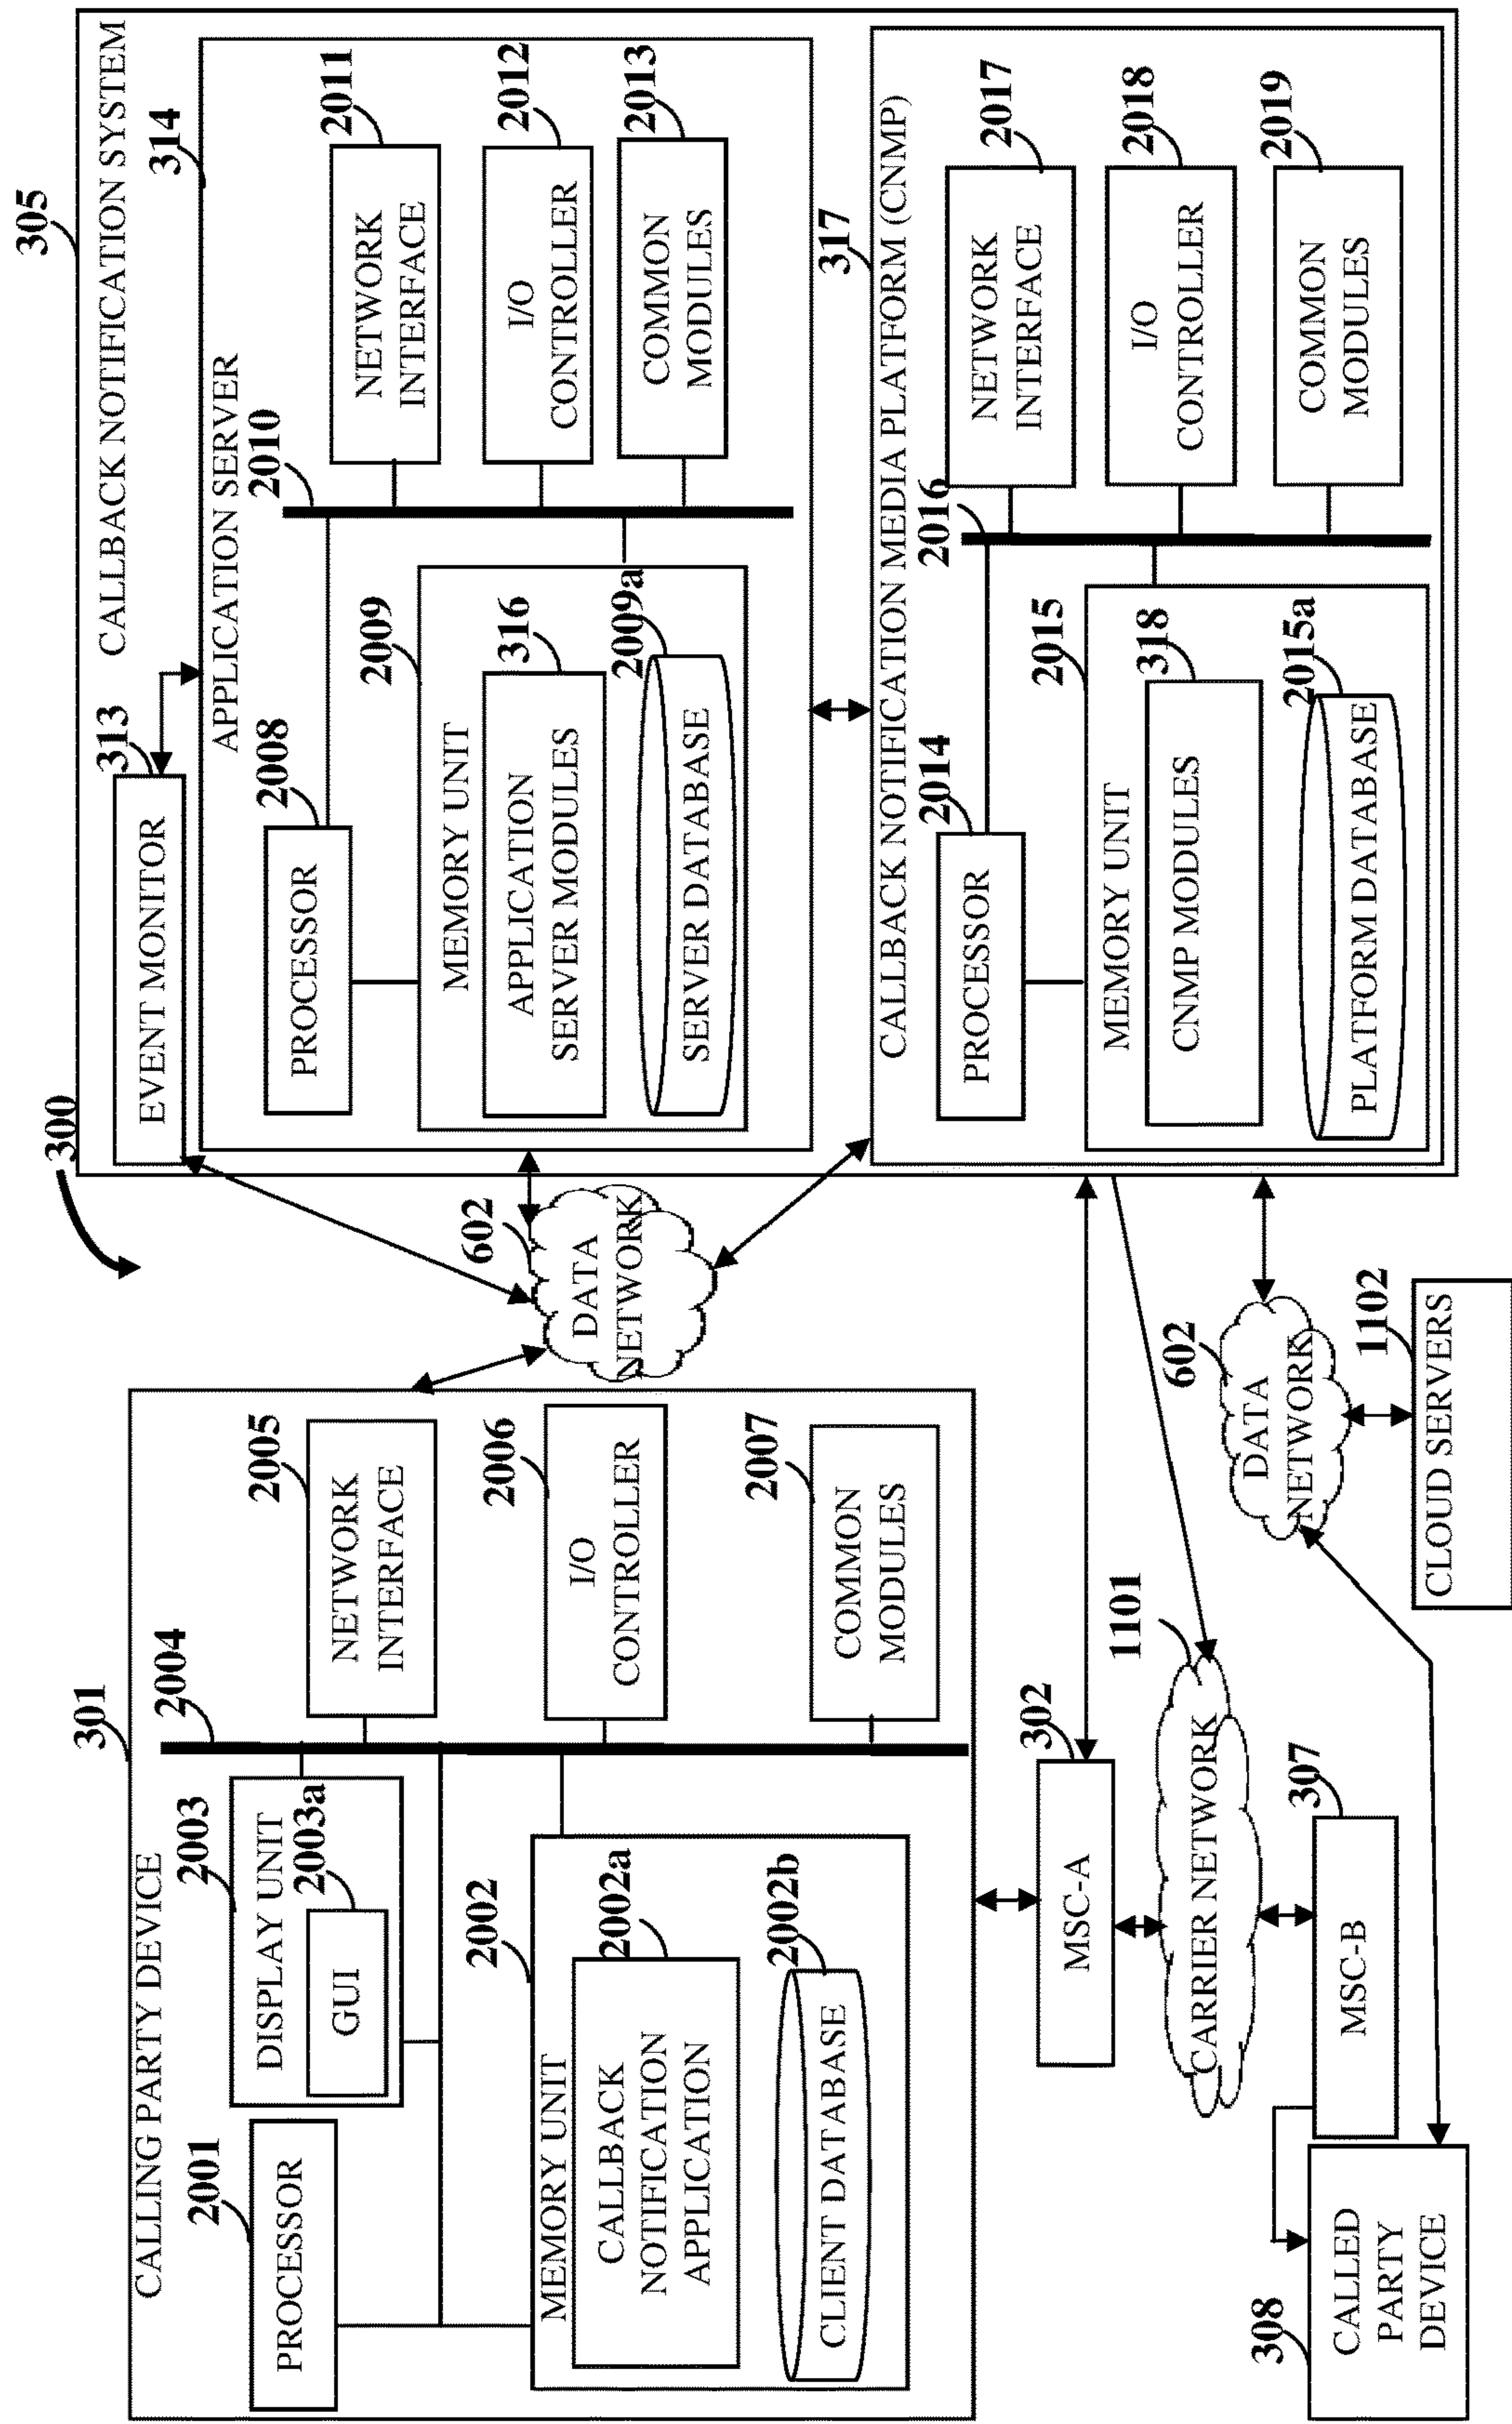 300
301
CALLING PARTY DEVICE
2001
PROCESSOR
2003
DISPLAY UNIT
2003a
GUI
2004
2005
NETWORK
INTERFACE
2006
I/O
CONTROLLER
2007
COMMON
MODULES
2002
MEMORY UNIT
2002a
CALLBACK
NOTIFICATION
APPLICATION
2002b
CLIENT DATABASE
602
DATA
NETWORK
305
CALLBACK NOTIFICATION SYSTEM
313
EVENT MONITOR
314
APPLICATION SERVER
2008
PROCESSOR
2009
MEMORY UNIT
316
APPLICATION
SERVER MODULES
2009a
SERVER DATABASE
2010
2011
NETWORK
INTERFACE
2012
I/O
CONTROLLER
2013
COMMON
MODULES
317
CALLBACK NOTIFICATION MEDIA PLATFORM (CNMP)
2014
PROCESSOR
2015
MEMORY UNIT
318
CNMP MODULES
2015a
PLATFORM DATABASE
2016
2017
NETWORK
INTERFACE
2018
I/O
CONTROLLER
2019
COMMON
MODULES
302
MSC-A
1101
CARRIER NETWORK
307
MSC-B
308
CALLED
PARTY
DEVICE
602
DATA
NETWORK
1102
CLOUD SERVERS